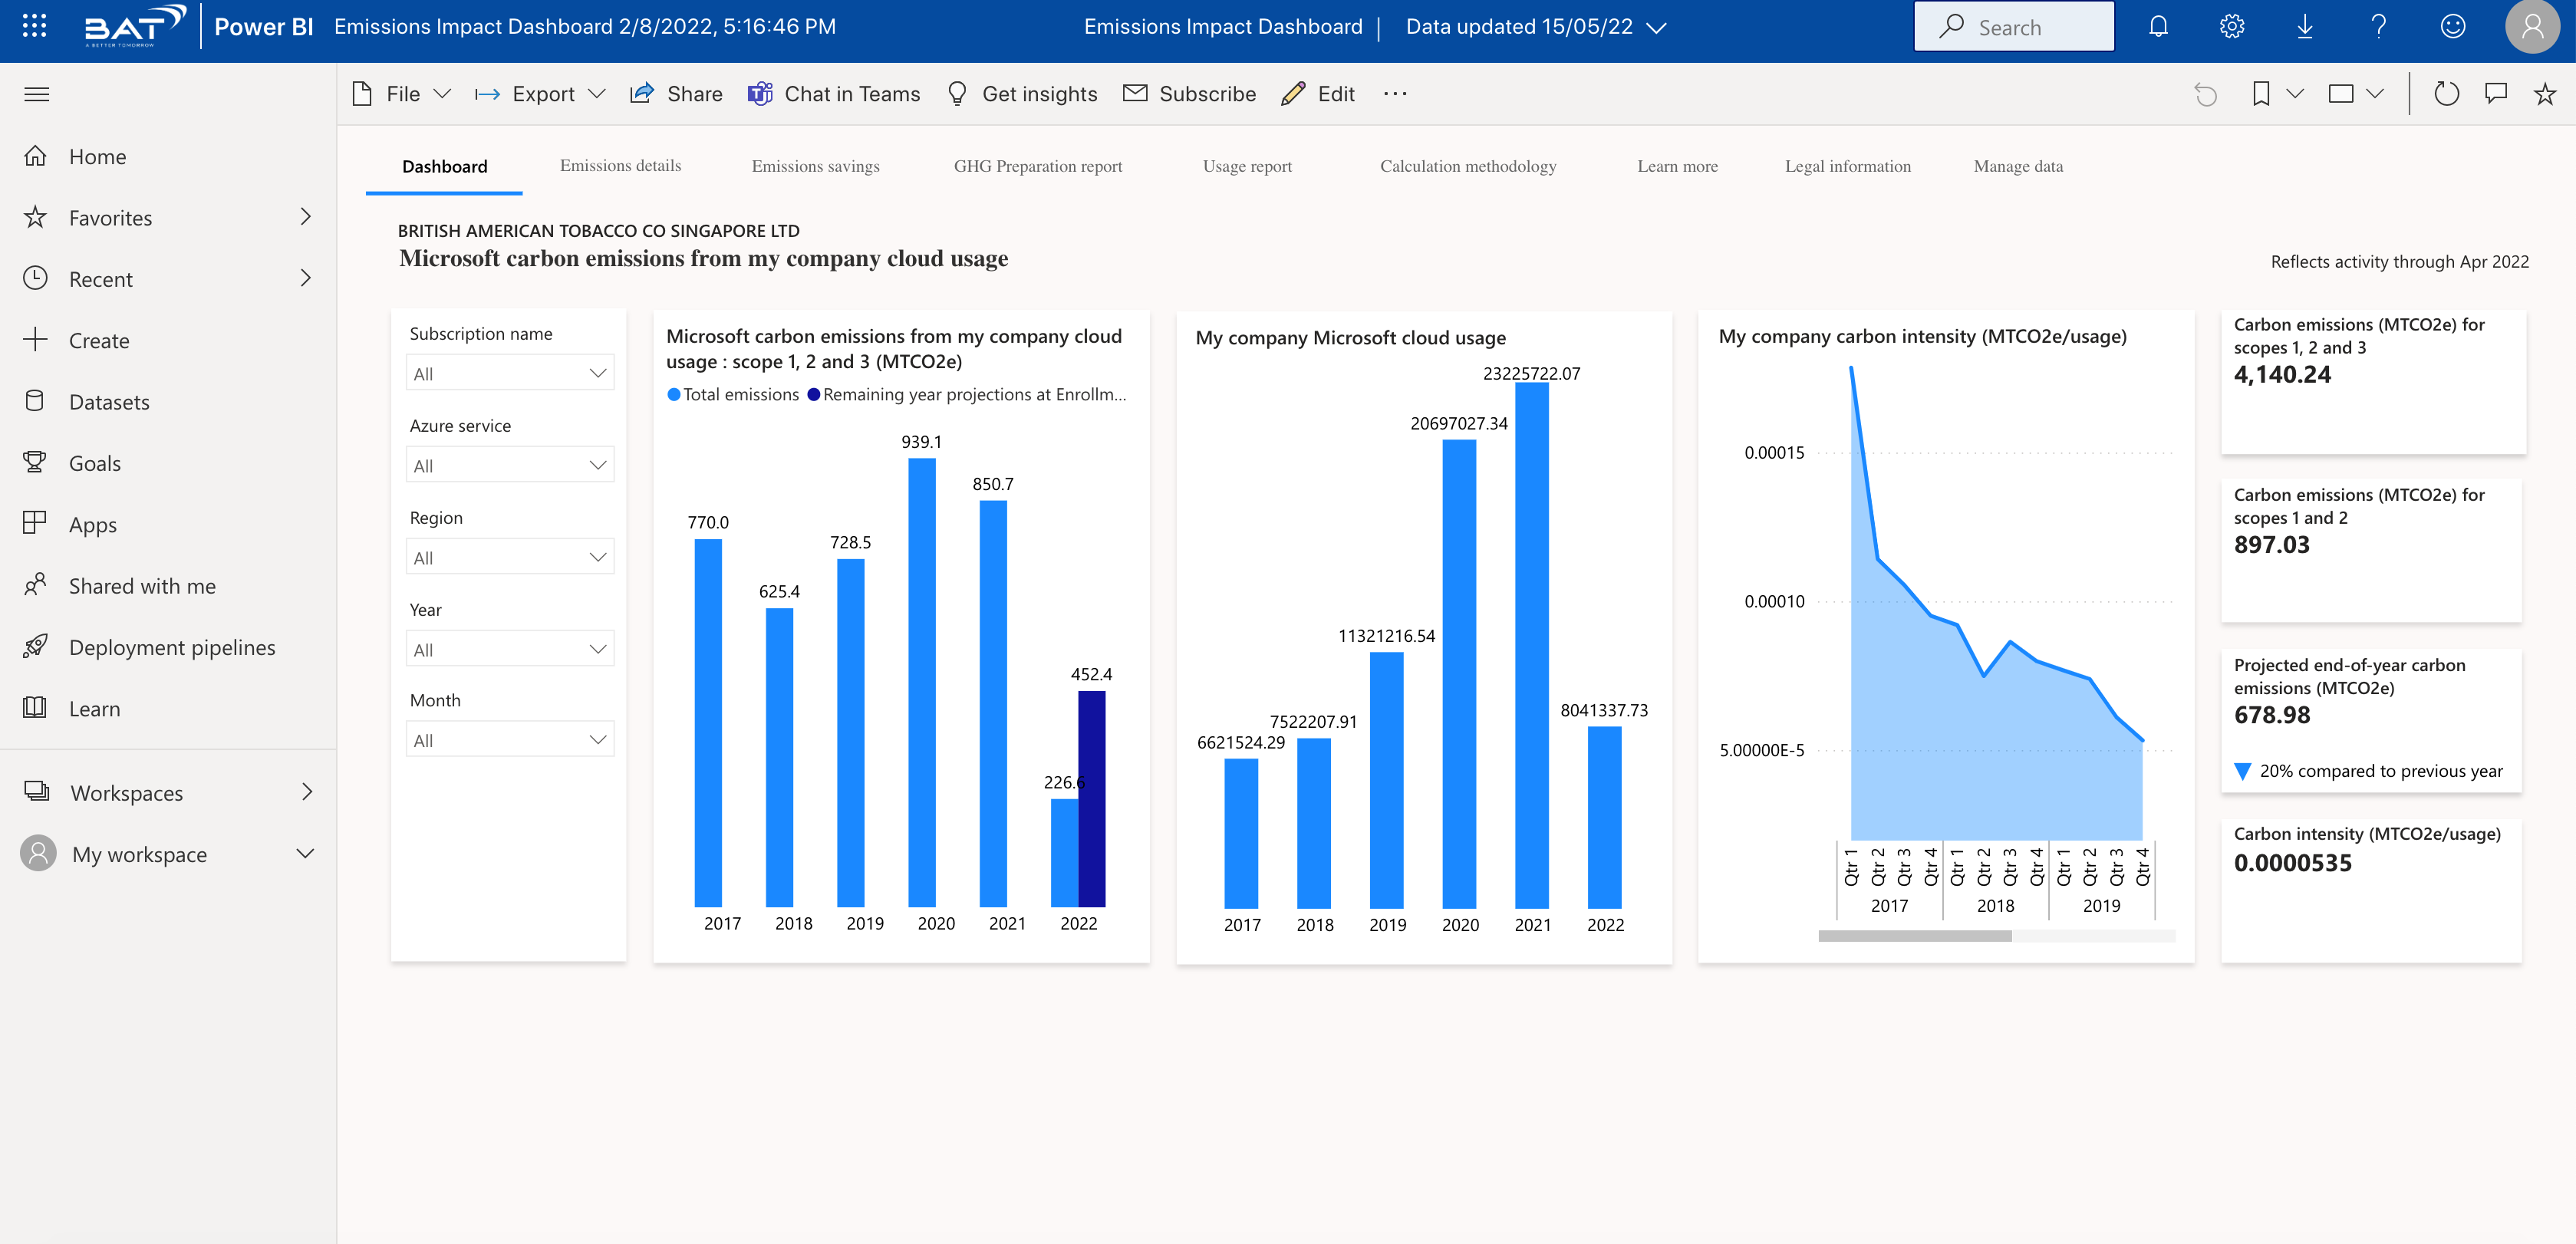 BAT
A BETTER TOMORROW
Power BI
Emissions Impact Dashboard 2/8/2022, 5:16:46 PM
Emissions Impact Dashboard | Data updated 15/05/22
Search
File
Export
Share
Chat in Teams
Get insights
Subscribe
Edit
Home
Favorites
Recent
Create
Datasets
Goals
Apps
Shared with me
Deployment pipelines
Learn
Workspaces
My workspace
Dashboard
Emissions details
Emissions savings
GHG Preparation report
Usage report
Calculation methodology
Learn more
Legal information
Manage data
BRITISH AMERICAN TOBACCO CO SINGAPORE LTD
Microsoft carbon emissions from my company cloud usage
Reflects activity through Apr 2022
Subscription name
All
Azure service
All
Region
All
Year
All
Month
All
Microsoft carbon emissions from my company cloud
usage : scope 1, 2 and 3 (MTCO2e)
Total emissions
Remaining year projections at Enrollm...
770.0
625.4
728.5
939.1
850.7
226.6
452.4
2017
2018
2019
2020
2021
2022
My company Microsoft cloud usage
6621524.29
7522207.91
11321216.54
20697027.34
23225722.07
8041337.73
2017
2018
2019
2020
2021
2022
My company carbon intensity (MTCO2e/usage)
0.00015
0.00010
5.00000E-5
Qtr 1
Qtr 2
Qtr 3
Qtr 4
Qtr 1
Qtr 2
Qtr 3
Qtr 4
Qtr 1
Qtr 2
Qtr 3
Qtr 4
2017
2018
2019
Carbon emissions (MTCO2e) for
scopes 1, 2 and 3
4,140.24
Carbon emissions (MTCO2e) for
scopes 1 and 2
897.03
Projected end-of-year carbon
emissions (MTCO2e)
678.98
20% compared to previous year
Carbon intensity (MTCO2e/usage)
0.0000535